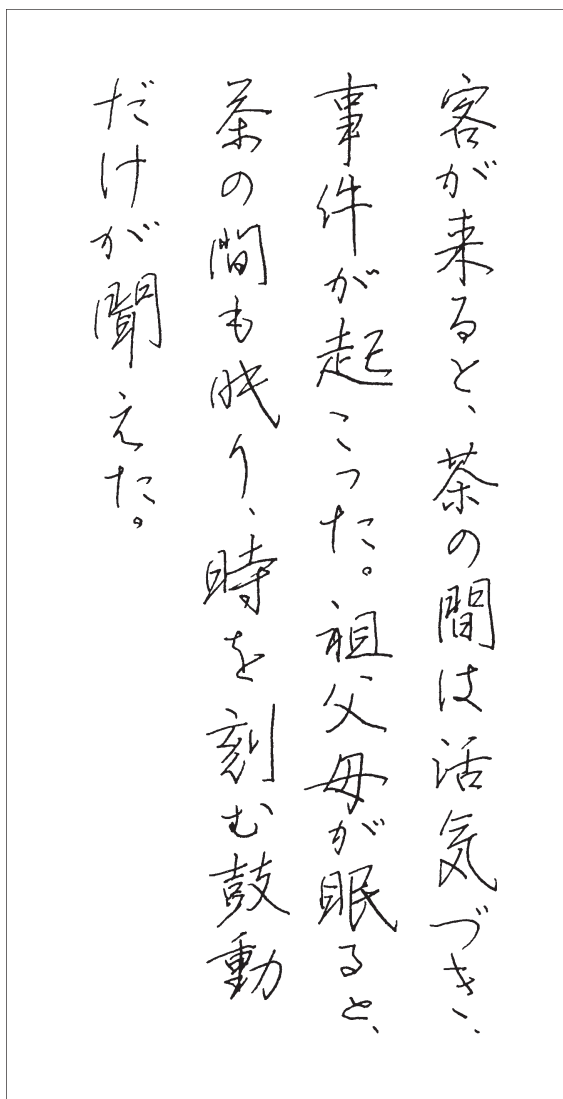 客が来ると、茶の間は活気づき、
事件が起こった。祖父母が眠ると、
茶の間も眠り、時を刻む鼓動
だけが聞えた。